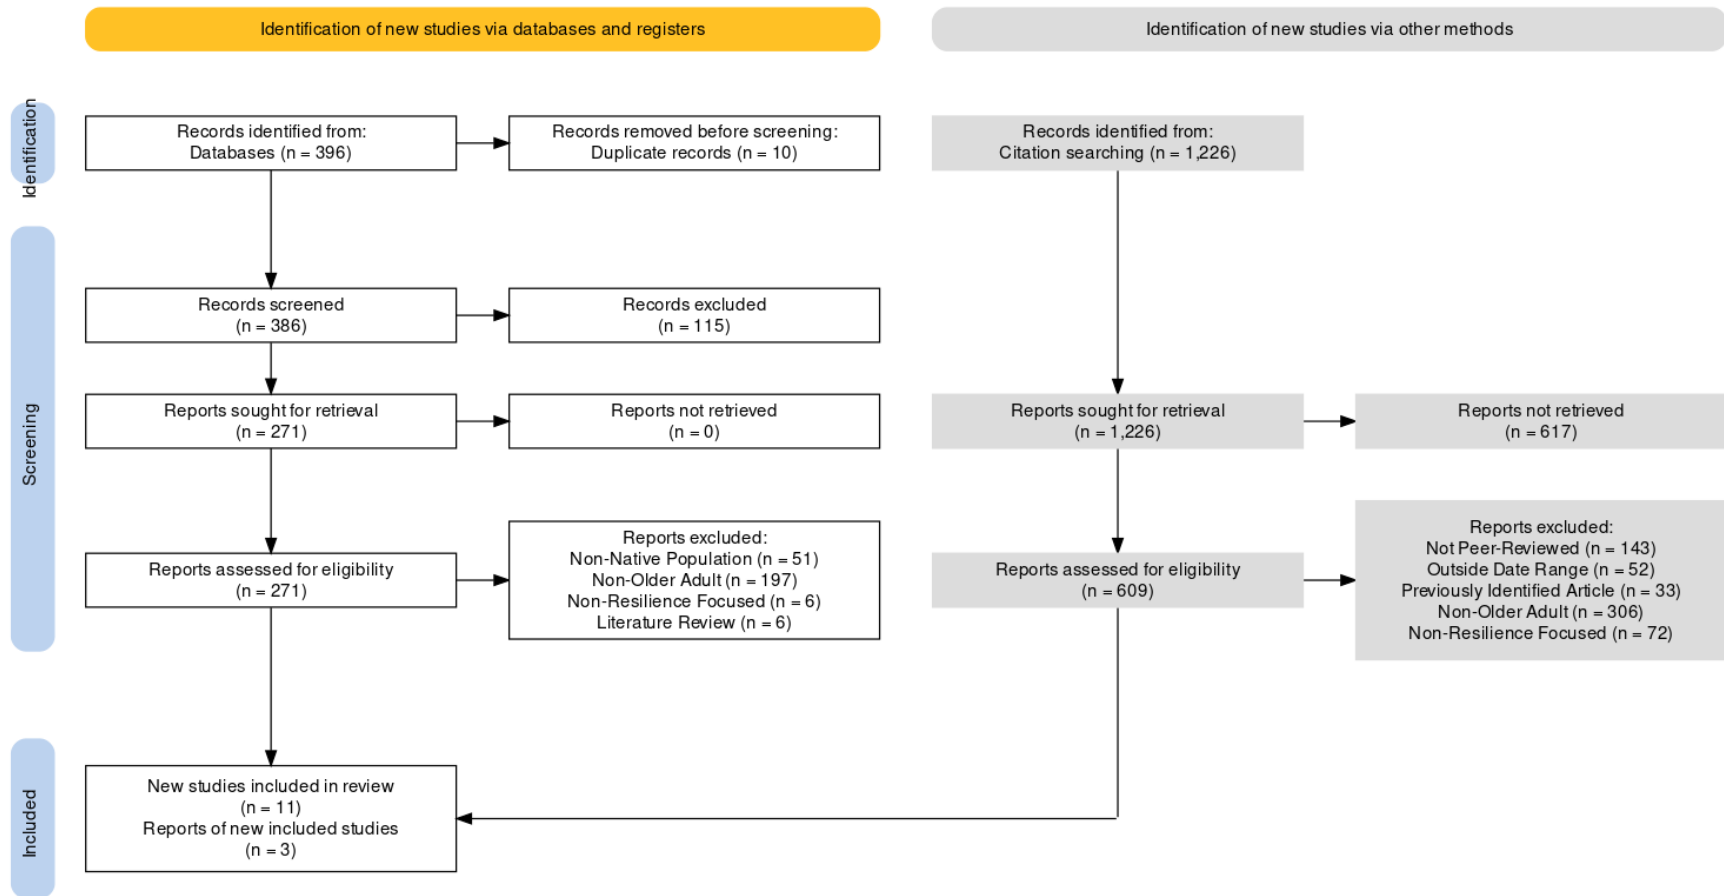 Identification of new studies via databases and registers
Identification of new studies via other methods
Identification
Records identified from:
Databases (n = 396)
Records removed before screening:
Duplicate records (n = 10)
Records identified from:
Citation searching (n = 1,226)
Screening
Records screened
(n = 386)
Records excluded
(n = 115)
Reports sought for retrieval
(n = 271)
Reports not retrieved
(n = 0)
Reports sought for retrieval
(n = 1,226)
Reports not retrieved
(n = 617)
Reports assessed for eligibility
(n = 271)
Reports excluded:
Non-Native Population (n = 51)
Non-Older Adult (n = 197)
Non-Resilience Focused (n = 6)
Literature Review (n = 6)
Reports assessed for eligibility
(n = 609)
Reports excluded:
Not Peer-Reviewed (n = 143)
Outside Date Range (n = 52)
Previously Identified Article (n = 33)
Non-Older Adult (n = 306)
Non-Resilience Focused (n = 72)
Included
New studies included in review
(n = 11)
Reports of new included studies
(n = 3)